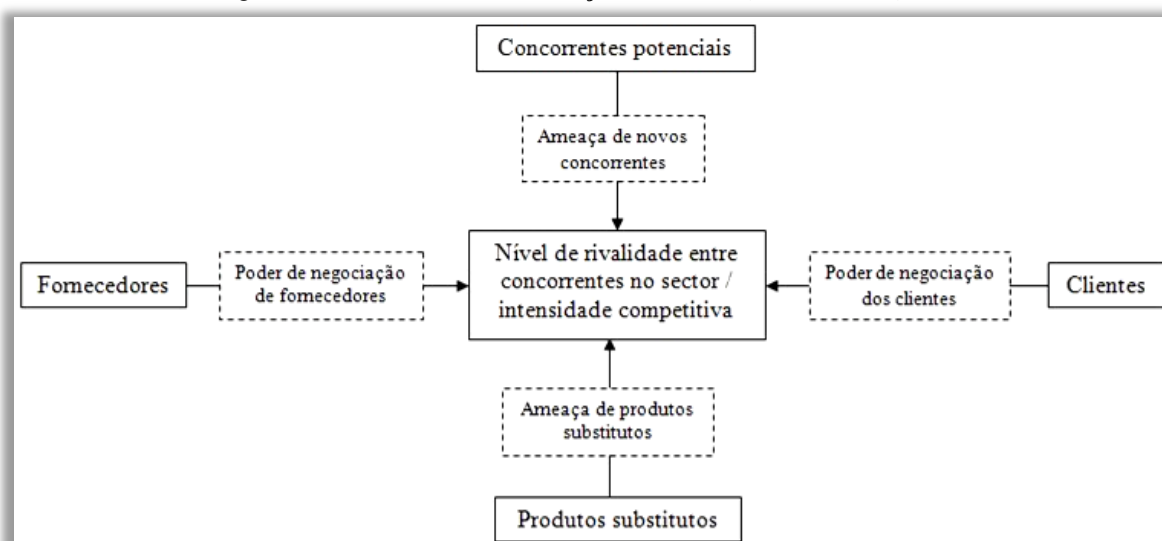 Concorrentes potenciais
Ameaça de novos
concorrentes
Nível de rivalidade entre
concorrentes no sector /
intensidade competitiva
Fornecedores
Poder de negociação
de fornecedores
Poder de negociação
dos clientes
Clientes
Ameaça de produtos
substitutos
Produtos substitutos